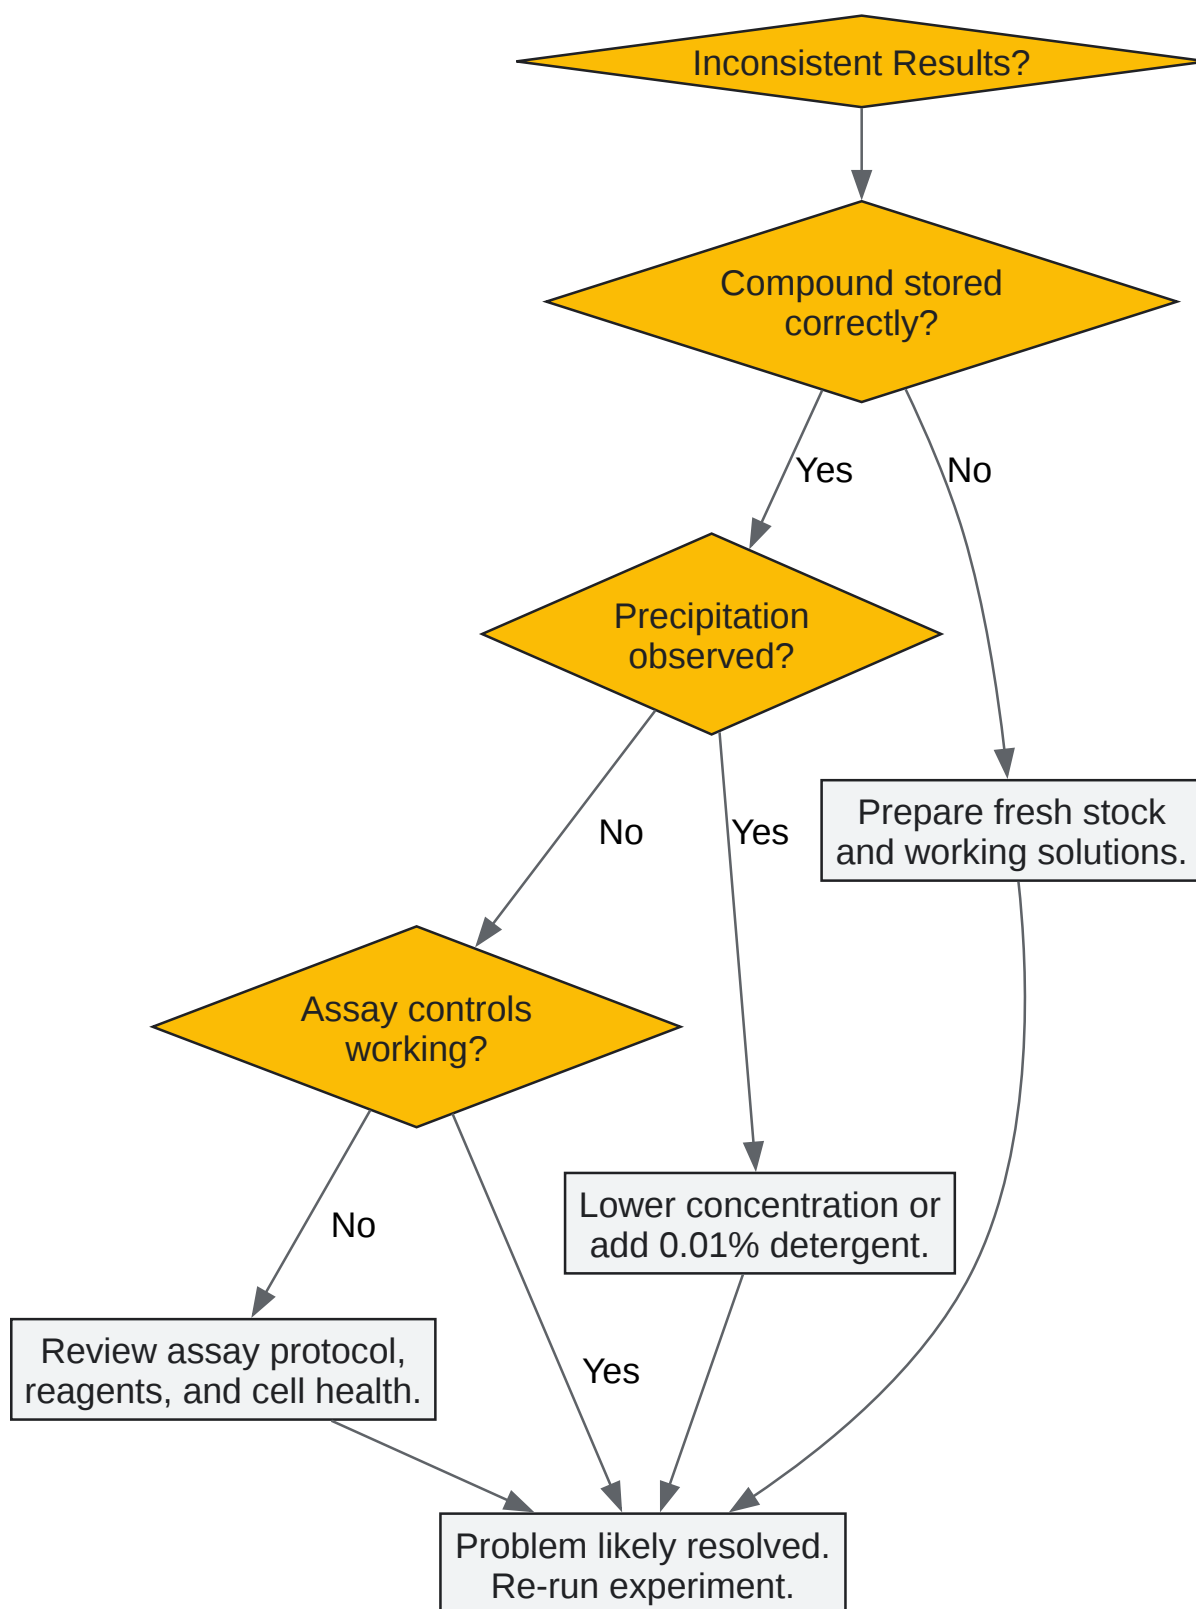 Inconsistent Results?
Compound stored
correctly?
Yes
No
Precipitation
observed?
Prepare fresh stock
and working solutions.
No
Yes
Assay controls
working?
Lower concentration or
add 0.01% detergent.
No
Review assay protocol,
reagents, and cell health.
Yes
Problem likely resolved.
Re-run experiment.